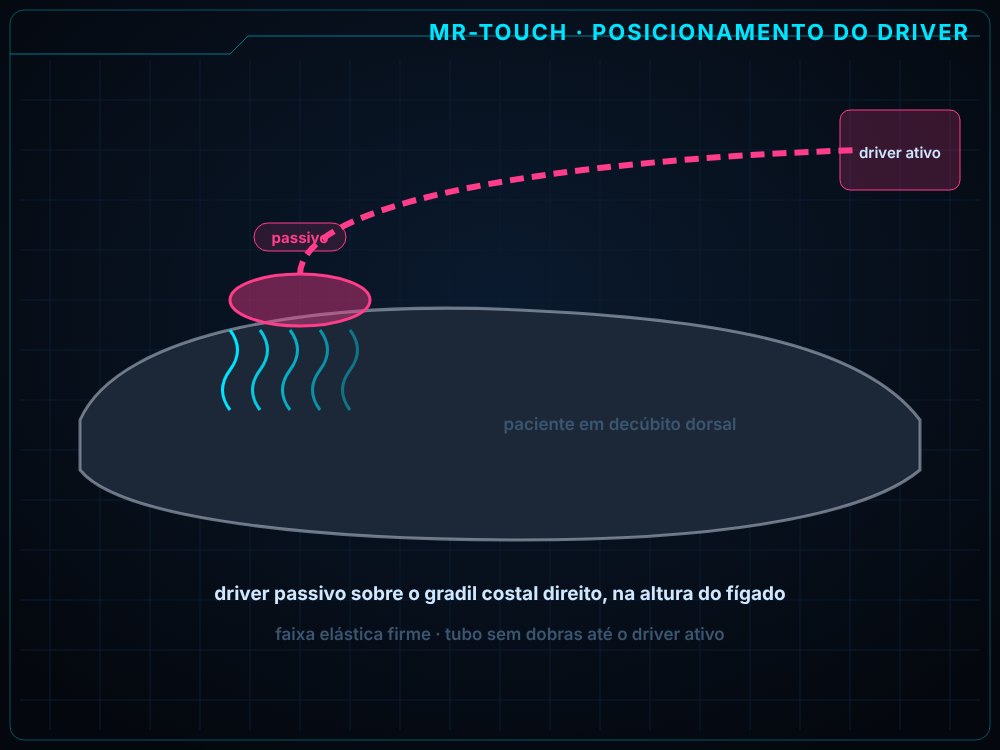 MR-TOUCH · POSICIONAMENTO DO DRIVER
driver ativo
passivo
paciente em decúbito dorsal
driver passivo sobre o gradil costal direito, na altura do fígado
faixa elástica firme · tubo sem dobras até o driver ativo